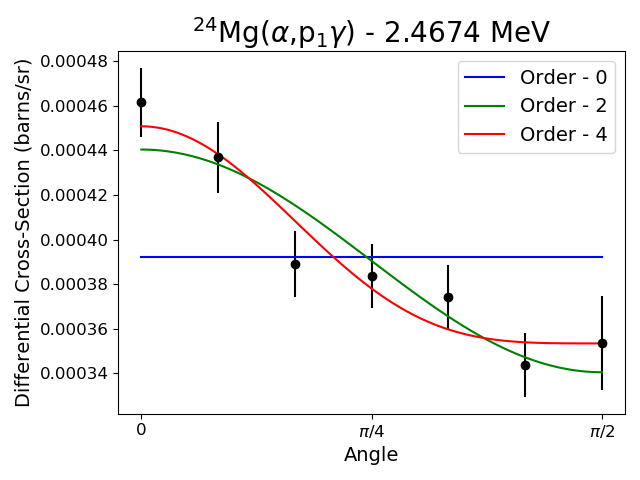 ²⁴Mg(α,p₁γ) - 2.4674 MeV
Differential Cross-Section (barns/sr)
0.00048
0.00046
0.00044
0.00042
0.00040
0.00038
0.00036
0.00034
Order - 0
Order - 2
Order - 4
0
π/4
π/2
Angle